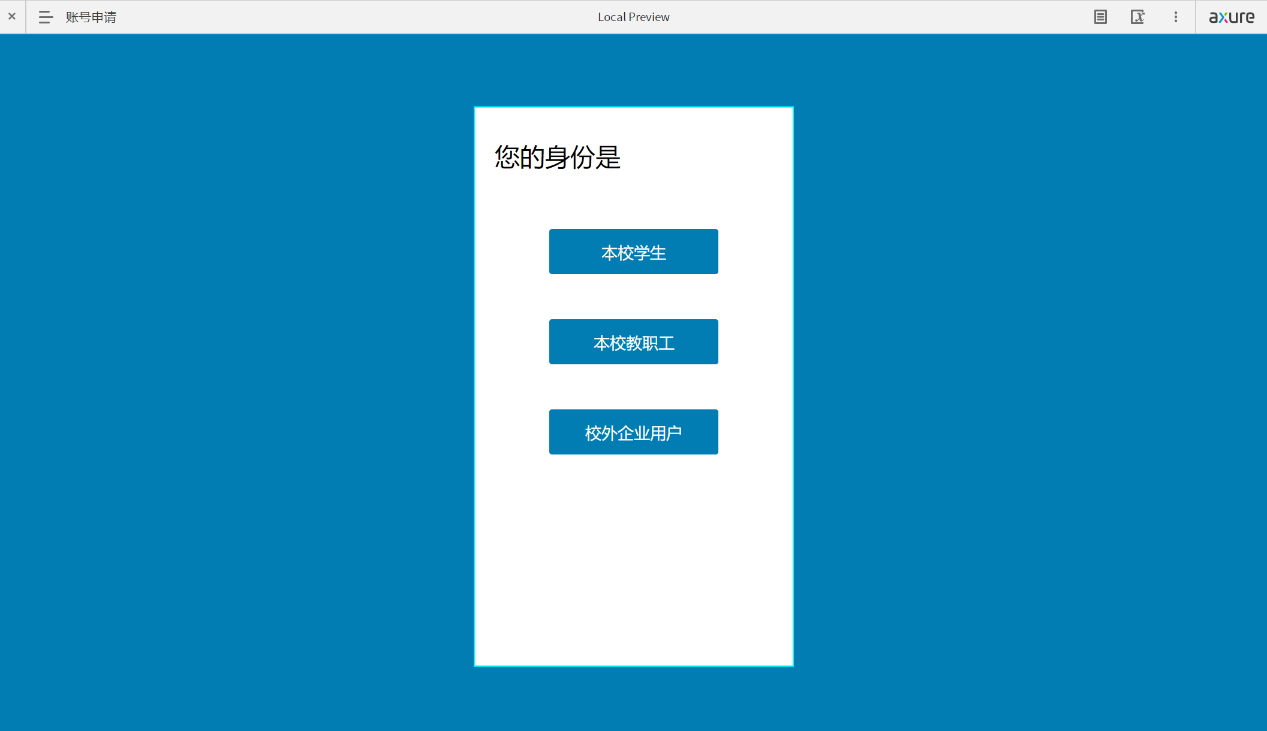 账号申请
Local Preview
axure
您的身份是
本校学生
本校教职工
校外企业用户